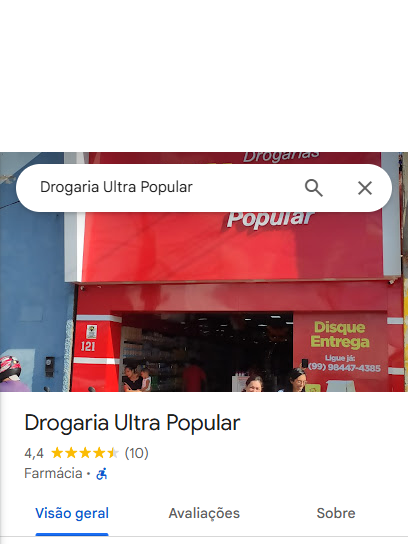 Drogarias
Drogaria Ultra Popular
Popular
121
Disque
Entrega
Ligue já:
(99) 98447-4385
Drogaria Ultra Popular
4,4 (10)
Farmácia ·
Visão geral Avaliações Sobre